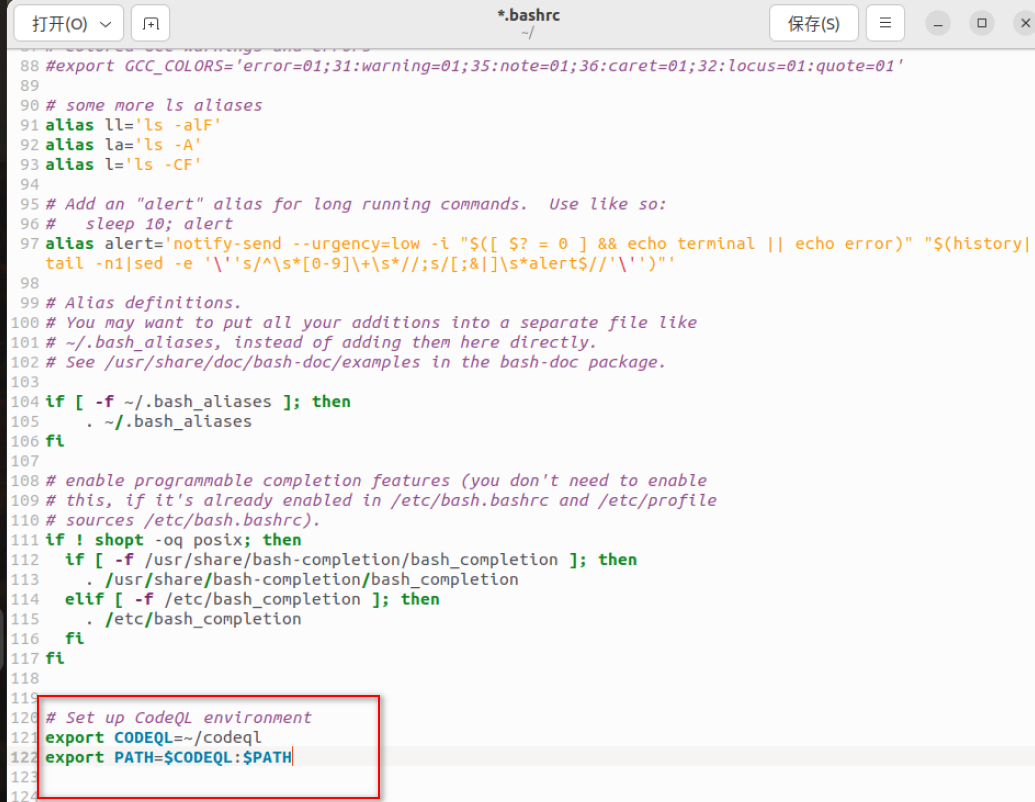 打开(O)
*.bashrc
~/
保存(S)
87 # colored GCC warnings and errors
88 #export GCC_COLORS='error=01;31:warning=01;35:note=01;36:caret=01;32:locus=01:quote=01'
89
90 # some more ls aliases
91 alias ll='ls -alF'
92 alias la='ls -A'
93 alias l='ls -CF'
94
95 # Add an "alert" alias for long running commands.  Use like so:
96 #   sleep 10; alert
97 alias alert='notify-send --urgency=low -i "$([ $? = 0 ] && echo terminal || echo error)" "$(history|
tail -n1|sed -e '\''s/^\s*[0-9]\+\s*//;s/[;&|]\s*alert$//'\'')"'
98
99 # Alias definitions.
100 # You may want to put all your additions into a separate file like
101 # ~/.bash_aliases, instead of adding them here directly.
102 # See /usr/share/doc/bash-doc/examples in the bash-doc package.
103
104 if [ -f ~/.bash_aliases ]; then
105     . ~/.bash_aliases
106 fi
107
108 # enable programmable completion features (you don't need to enable
109 # this, if it's already enabled in /etc/bash.bashrc and /etc/profile
110 # sources /etc/bash.bashrc).
111 if ! shopt -oq posix; then
112   if [ -f /usr/share/bash-completion/bash_completion ]; then
113     . /usr/share/bash-completion/bash_completion
114   elif [ -f /etc/bash_completion ]; then
115     . /etc/bash_completion
116   fi
117 fi
118
119
120 # Set up CodeQL environment
121 export CODEQL=~/codeql
122 export PATH=$CODEQL:$PATH
123
124